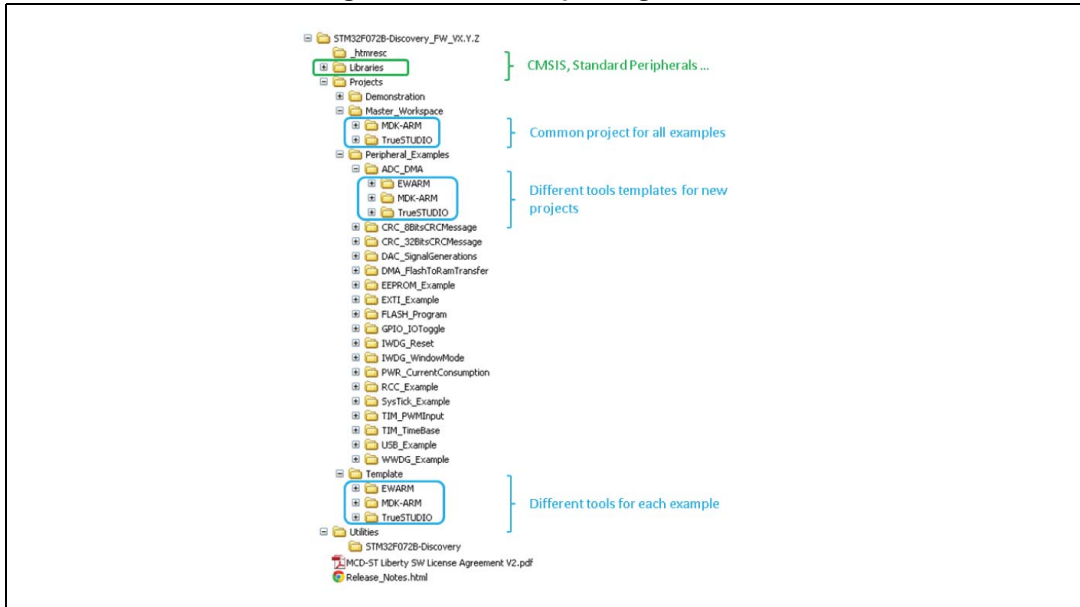 STM32F072B-Discovery_FW_VX.Y.Z
_htmresc
Libraries
CMSIS, Standard Peripherals ...
Projects
Demonstration
Master_Workspace
MDK-ARM
Common project for all examples
TrueSTUDIO
Peripheral_Examples
ADC_DMA
EWARM
Different tools templates for new
MDK-ARM
projects
TrueSTUDIO
CRC_8BitsCRCMessage
CRC_32BitsCRCMessage
DAC_SignalGenerations
DMA_FlashToRamTransfer
EEPROM_Example
EXTI_Example
FLASH_Program
GPIO_IOToggle
IWDG_Reset
IWDG_WindowMode
PWR_CurrentConsumption
RCC_Example
SysTick_Example
TIM_PWMInput
TIM_TimeBase
USB_Example
WWDG_Example
Template
EWARM
MDK-ARM
Different tools for each example
TrueSTUDIO
Utilities
STM32F072B-Discovery
MCD-ST Liberty SW License Agreement V2.pdf
Release_Notes.html